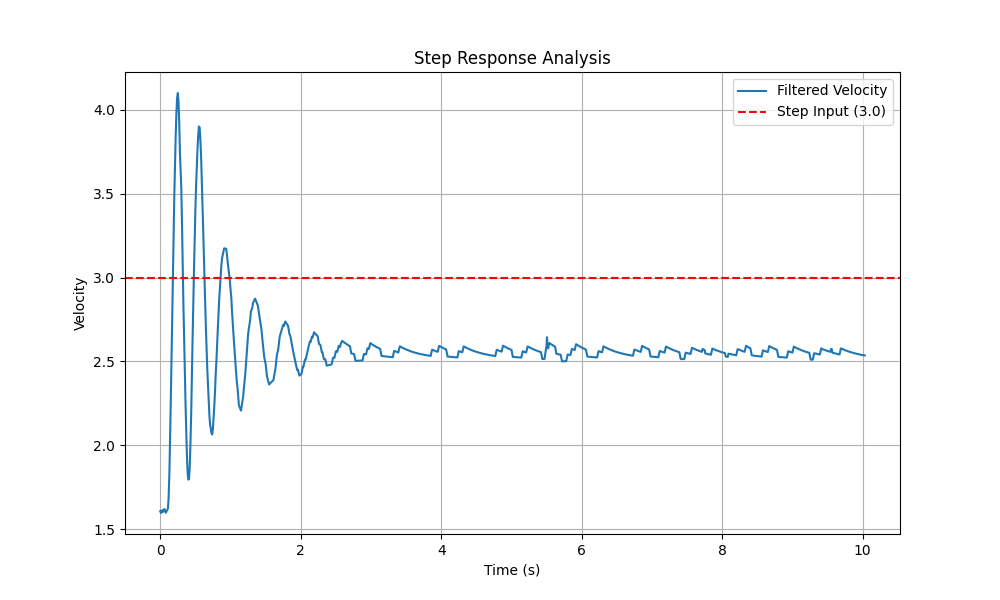 Step Response Analysis
Filtered Velocity
Step Input (3.0)
Velocity
4.0
3.5
3.0
2.5
2.0
1.5
0
2
4
6
8
10
Time (s)